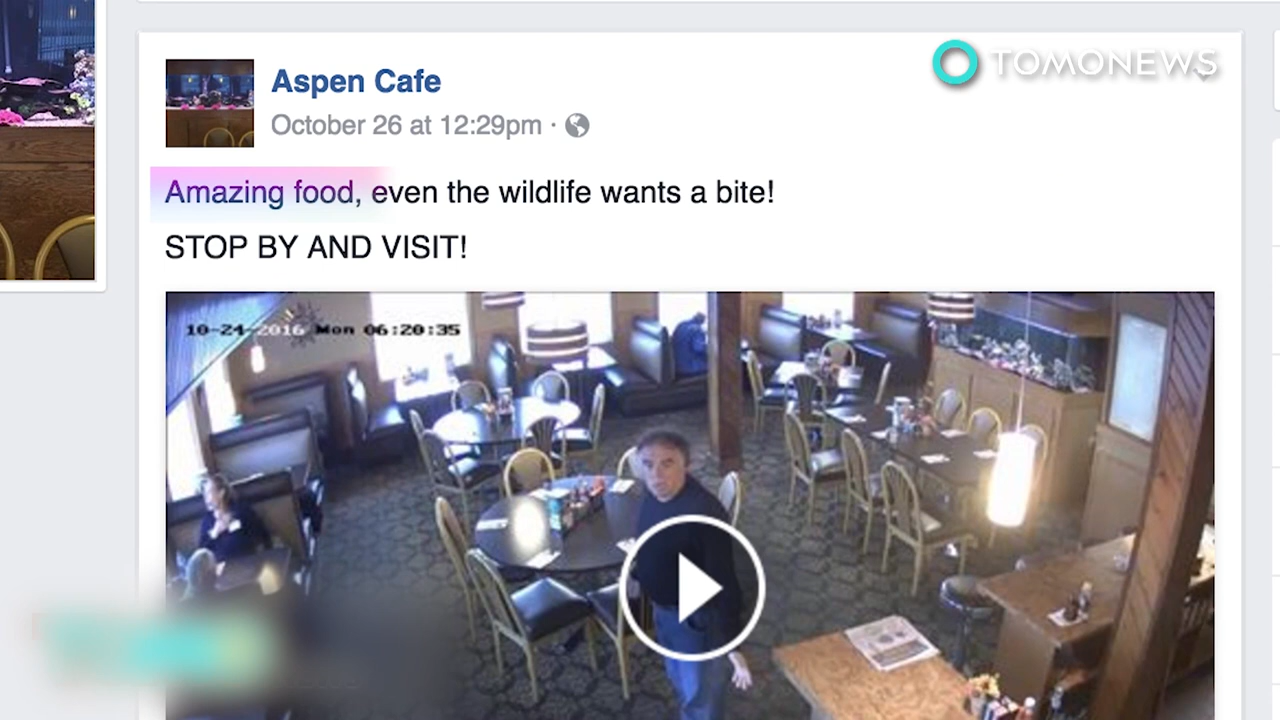 TOMONEWS
Aspen Cafe
October 26 at 12:29pm ·
Amazing food, even the wildlife wants a bite!
STOP BY AND VISIT!
10-24-2016 Mon 06:20:35